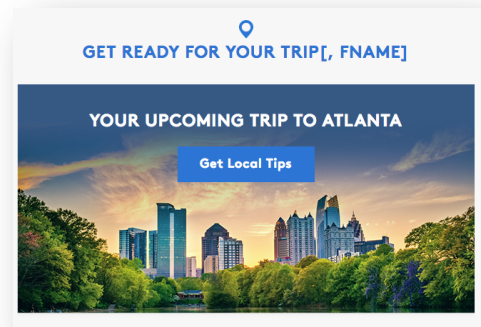 GET READY FOR YOUR TRIP[, FNAME]
YOUR UPCOMING TRIP TO ATLANTA
Get Local Tips